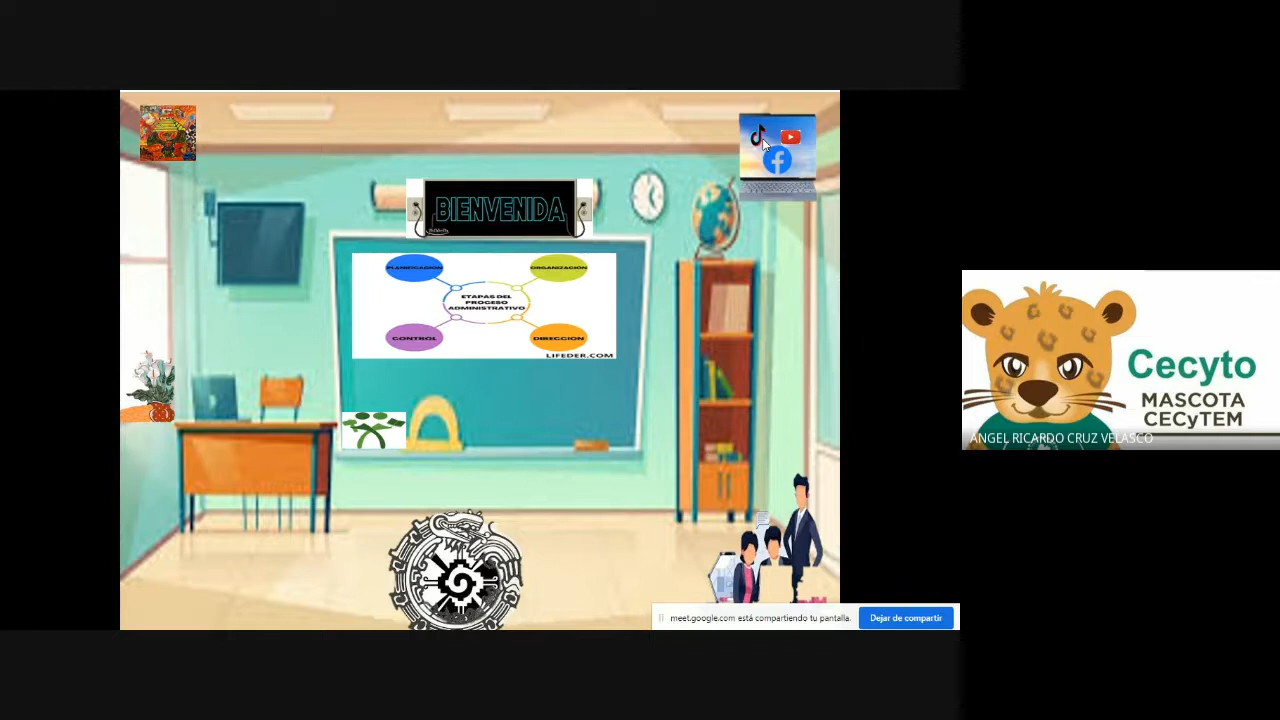 BIENVENIDA
PLANIFICACIÓN
ORGANIZACIÓN
ETAPAS DEL
PROCESO
ADMINISTRATIVO
CONTROL
DIRECCIÓN
LIFEDER.COM
Cecyto
MASCOTA
CECyTEM
ANGEL RICARDO CRUZ VELASCO
meet.google.com está compartiendo tu pantalla.
Dejar de compartir